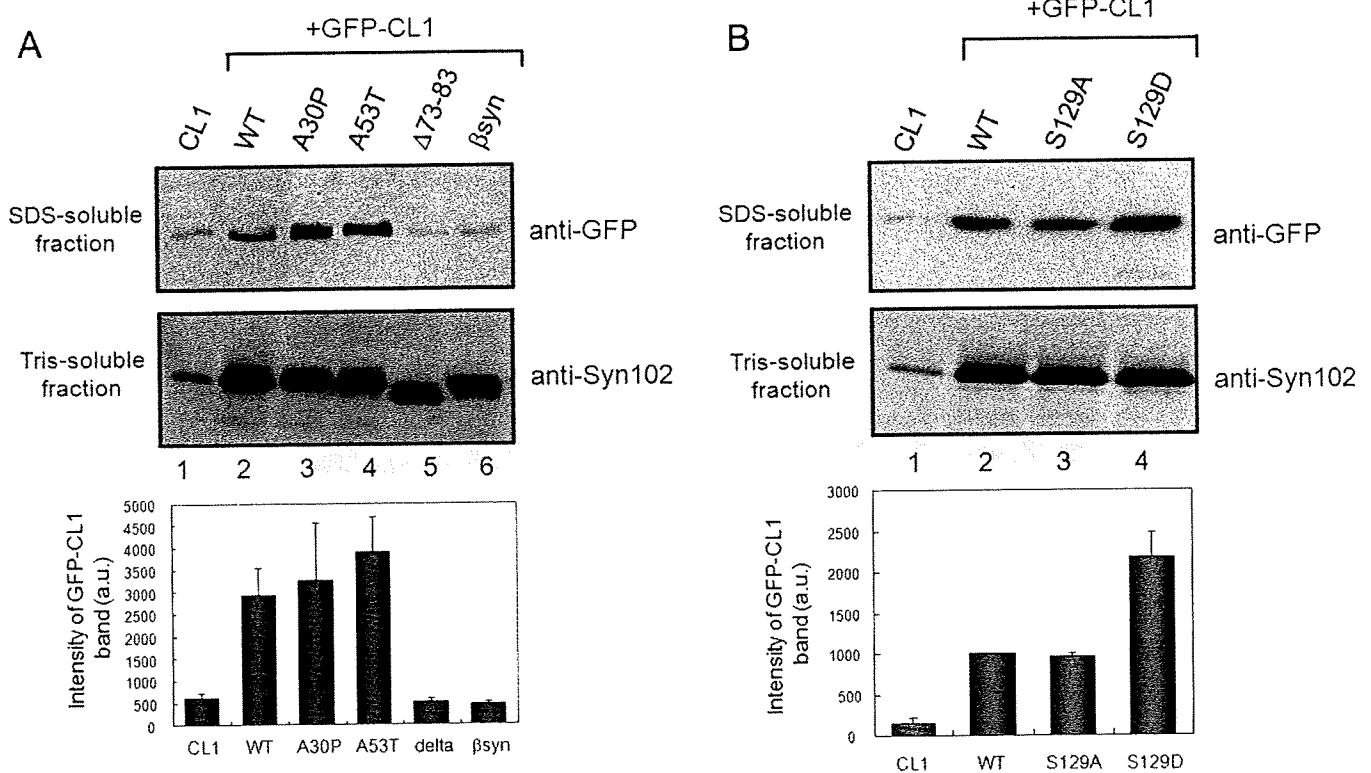 A
+GFP-CL1
CL1 WT A30P A53T Δ73-83 βsyn
SDS-soluble
fraction
anti-GFP
Tris-soluble
fraction
anti-Syn102
1 2 3 4 5 6
Intensity of GFP-CL1
band (a.u.)
5000
4500
4000
3500
3000
2500
2000
1500
1000
500
0
CL1 WT A30P A53T delta βsyn
B
+GFP-CL1
CL1 WT S129A S129D
SDS-soluble
fraction
anti-GFP
Tris-soluble
fraction
anti-Syn102
1 2 3 4
Intensity of GFP-CL1
band (a.u.)
3000
2500
2000
1500
1000
500
0
CL1 WT S129A S129D